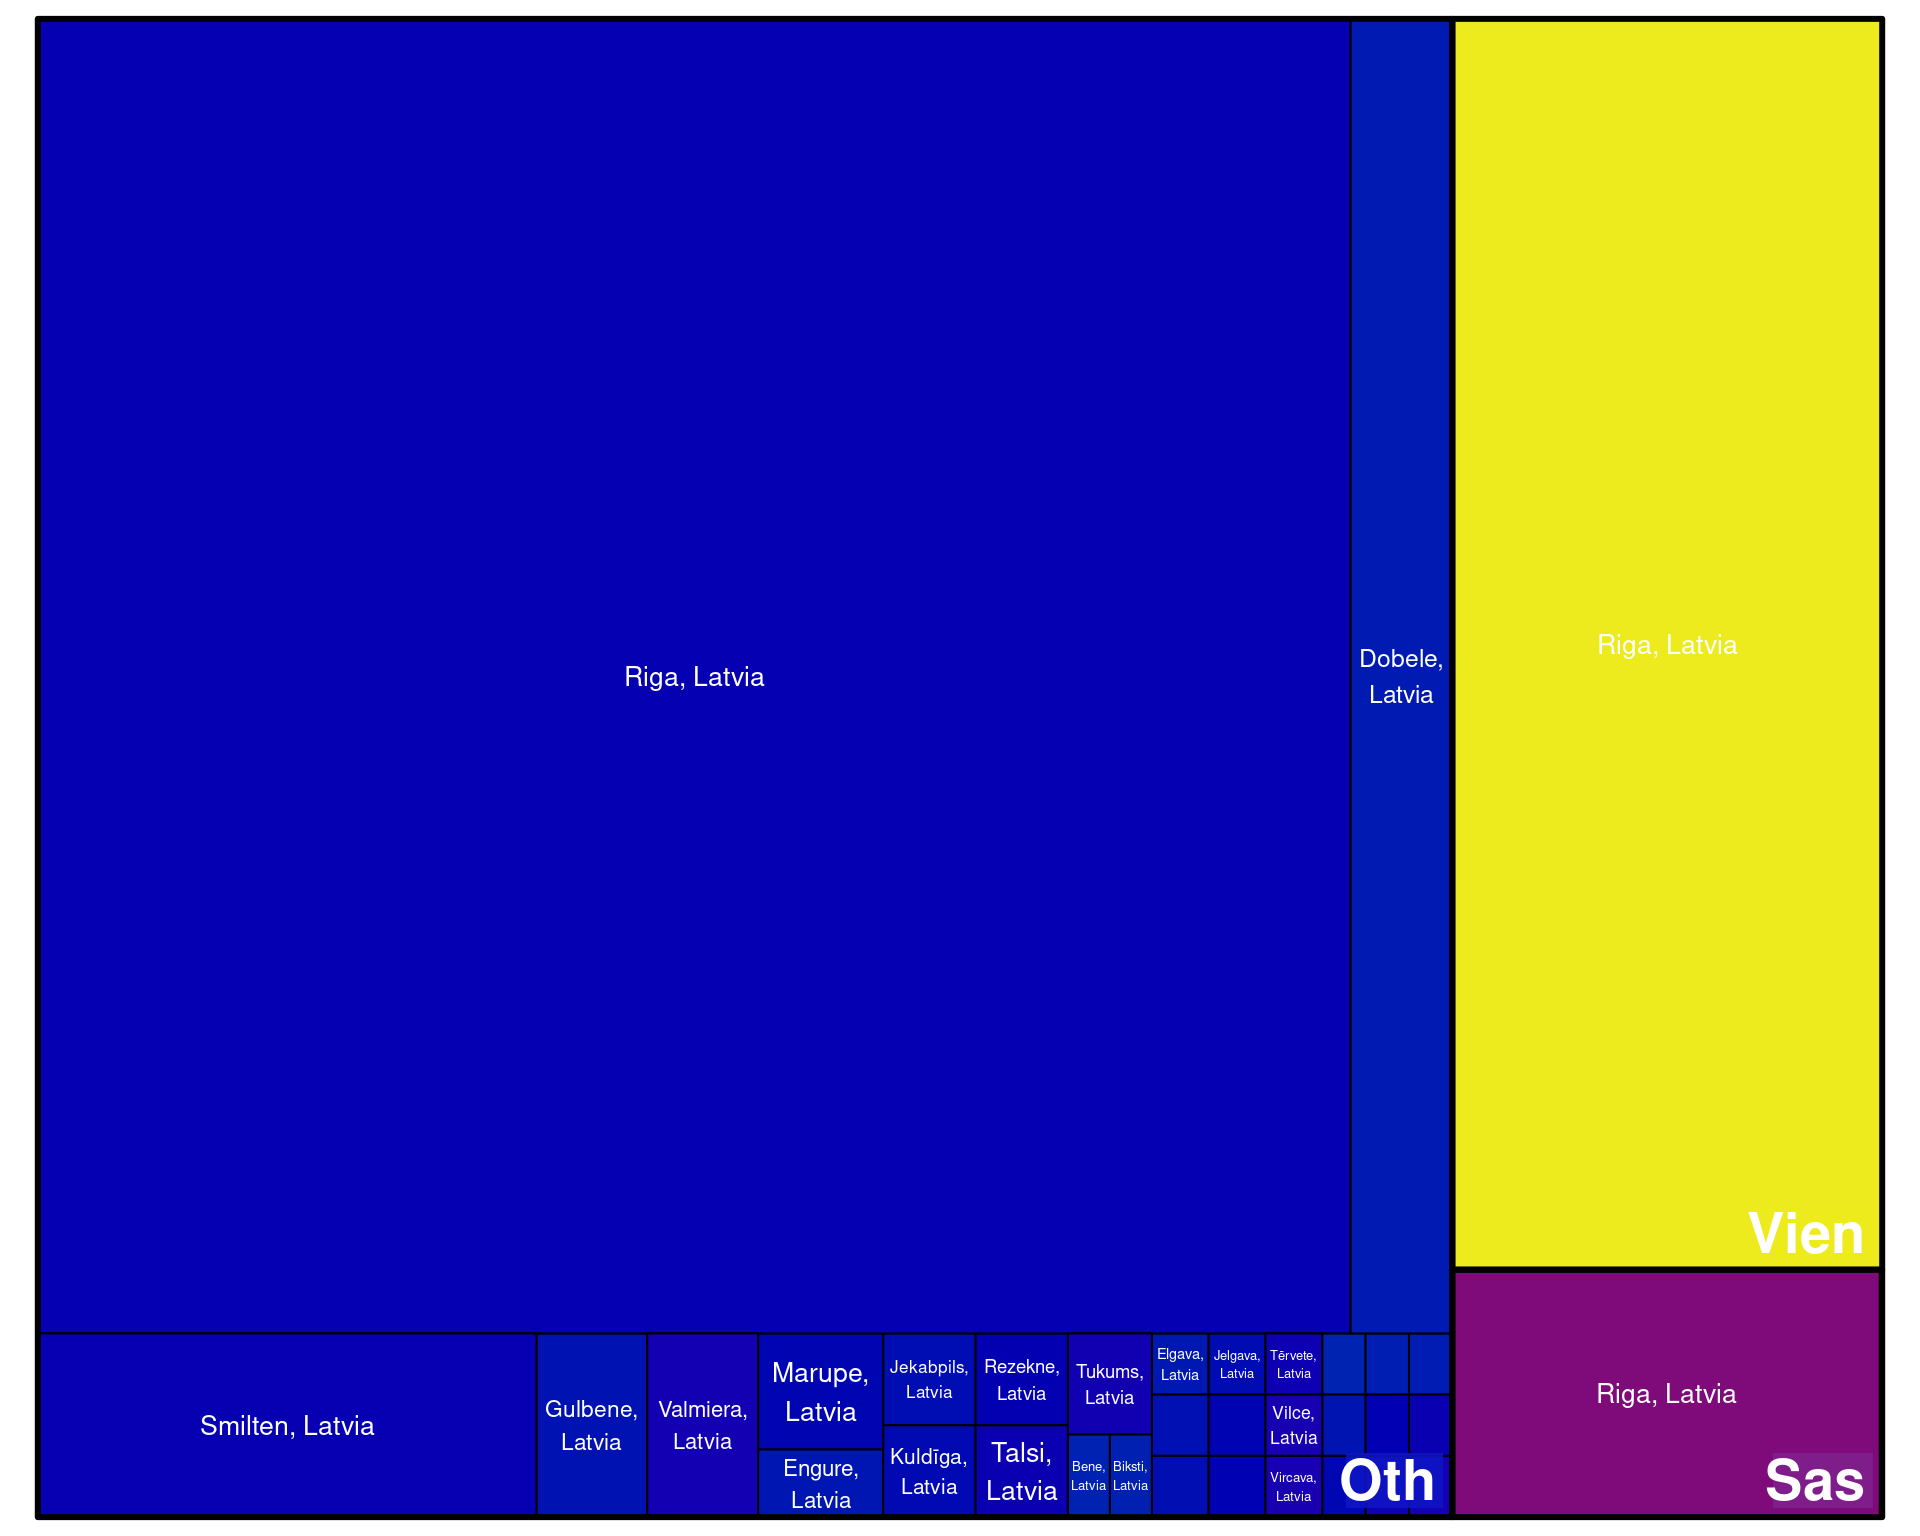 Riga, Latvia
Dobele,
Latvia
Riga, Latvia
Vien
Smilten, Latvia
Gulbene,
Latvia
Valmiera,
Latvia
Marupe,
Latvia
Engure,
Latvia
Jekabpils,
Latvia
Kuldīga,
Latvia
Rezekne,
Latvia
Talsi,
Latvia
Tukums,
Latvia
Bene,
Latvia
Biksti,
Latvia
Elgava,
Latvia
Jelgava,
Latvia
Tērvete,
Latvia
Vilce,
Latvia
Vircava,
Latvia
Oth
Riga, Latvia
Sas